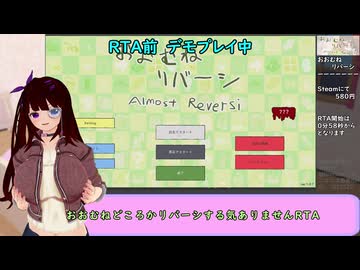 RTA前 デモプレイ中
おおむね
リバーシ
Almost Reversi
???
終了
おおむね
リバーシ
Steamにて
580円
RTA開始は
0分58秒から
となります
おおむねどころかリバーシする気ありませんRTA